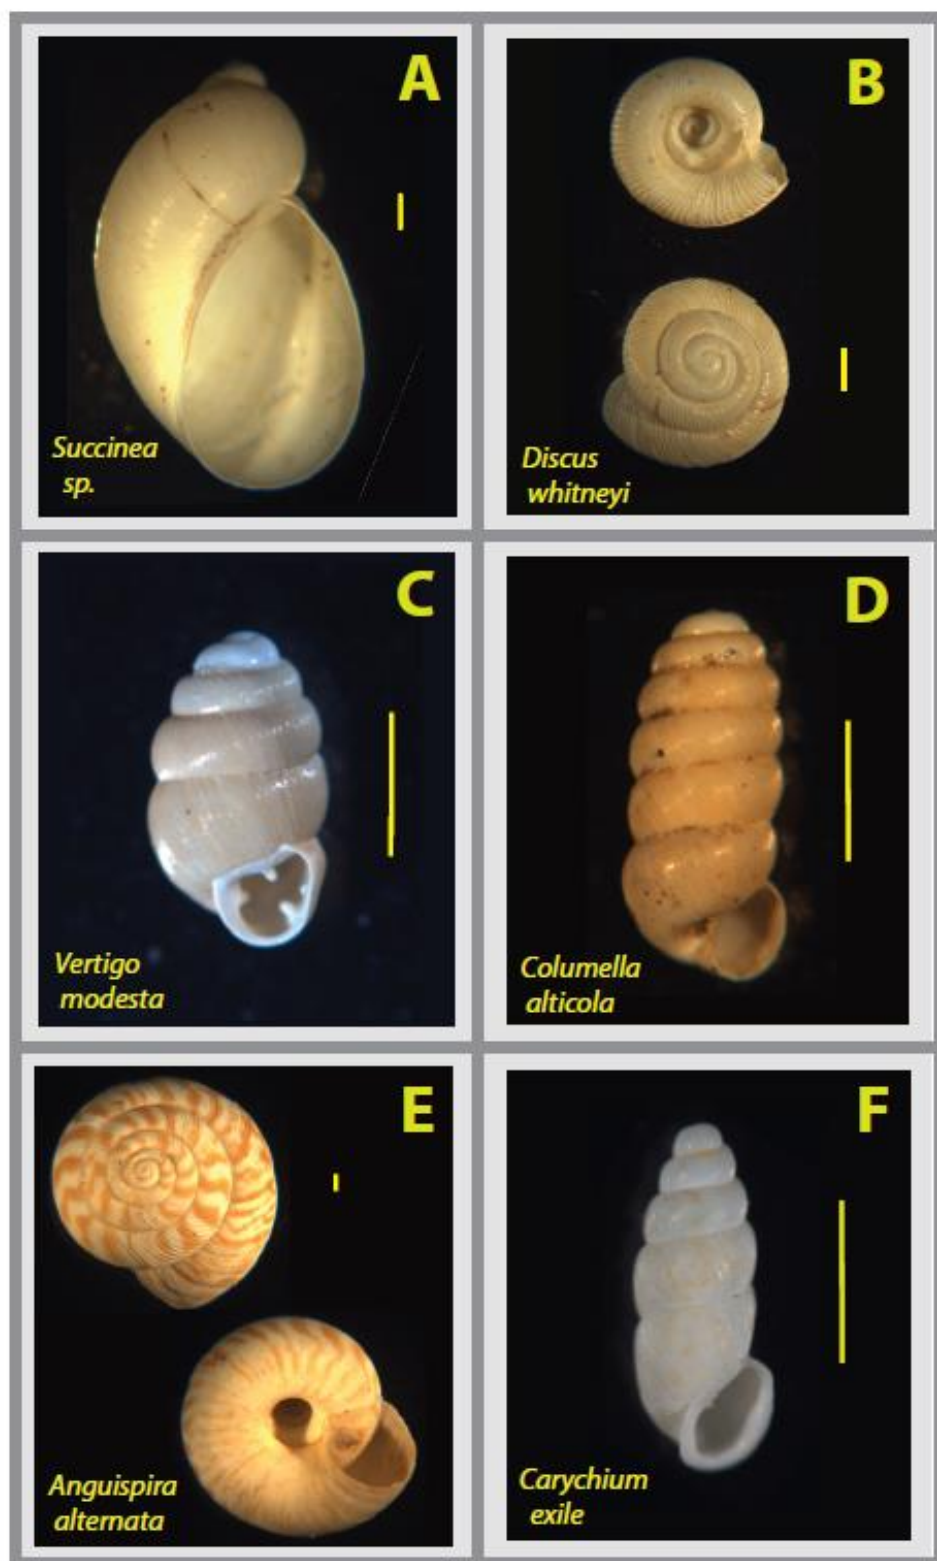 A
Succinea
sp.
B
Discus
whitneyi
C
Vertigo
modesta
D
Columella
alticola
E
Anguispira
alternata
F
Carychium
exile